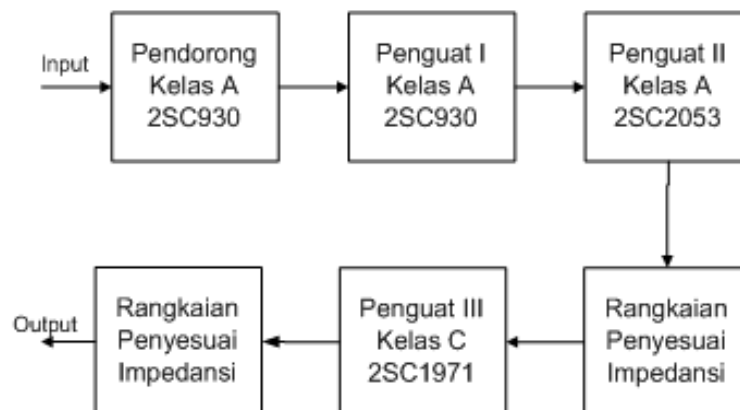 Input
Pendorong
Kelas A
2SC930
Penguat I
Kelas A
2SC930
Penguat II
Kelas A
2SC2053
Rangkaian
Penyesuai
Impedansi
Penguat III
Kelas C
2SC1971
Rangkaian
Penyesuai
Impedansi
Output